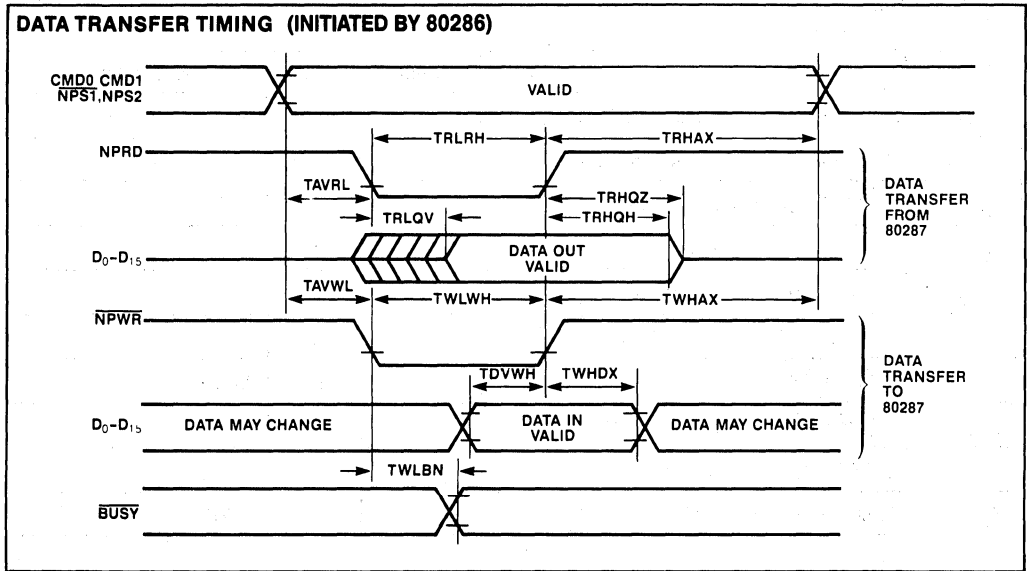 DATA TRANSFER TIMING (INITIATED BY 80286)
CMD0 CMD1
NPS1, NPS2
VALID
TRLRH
TRHAX
NPRD
TAVRL
TRHQZ
TRLQV
TRHQH
DATA
TRANSFER
FROM
80287
D0-D15
DATA OUT
VALID
TAVWL
TWLWH
TWHAX
NPWR
TDVWH
TWHDX
DATA
TRANSFER
TO
80287
D0-D15
DATA MAY CHANGE
DATA IN
VALID
DATA MAY CHANGE
TWLBN
BUSY